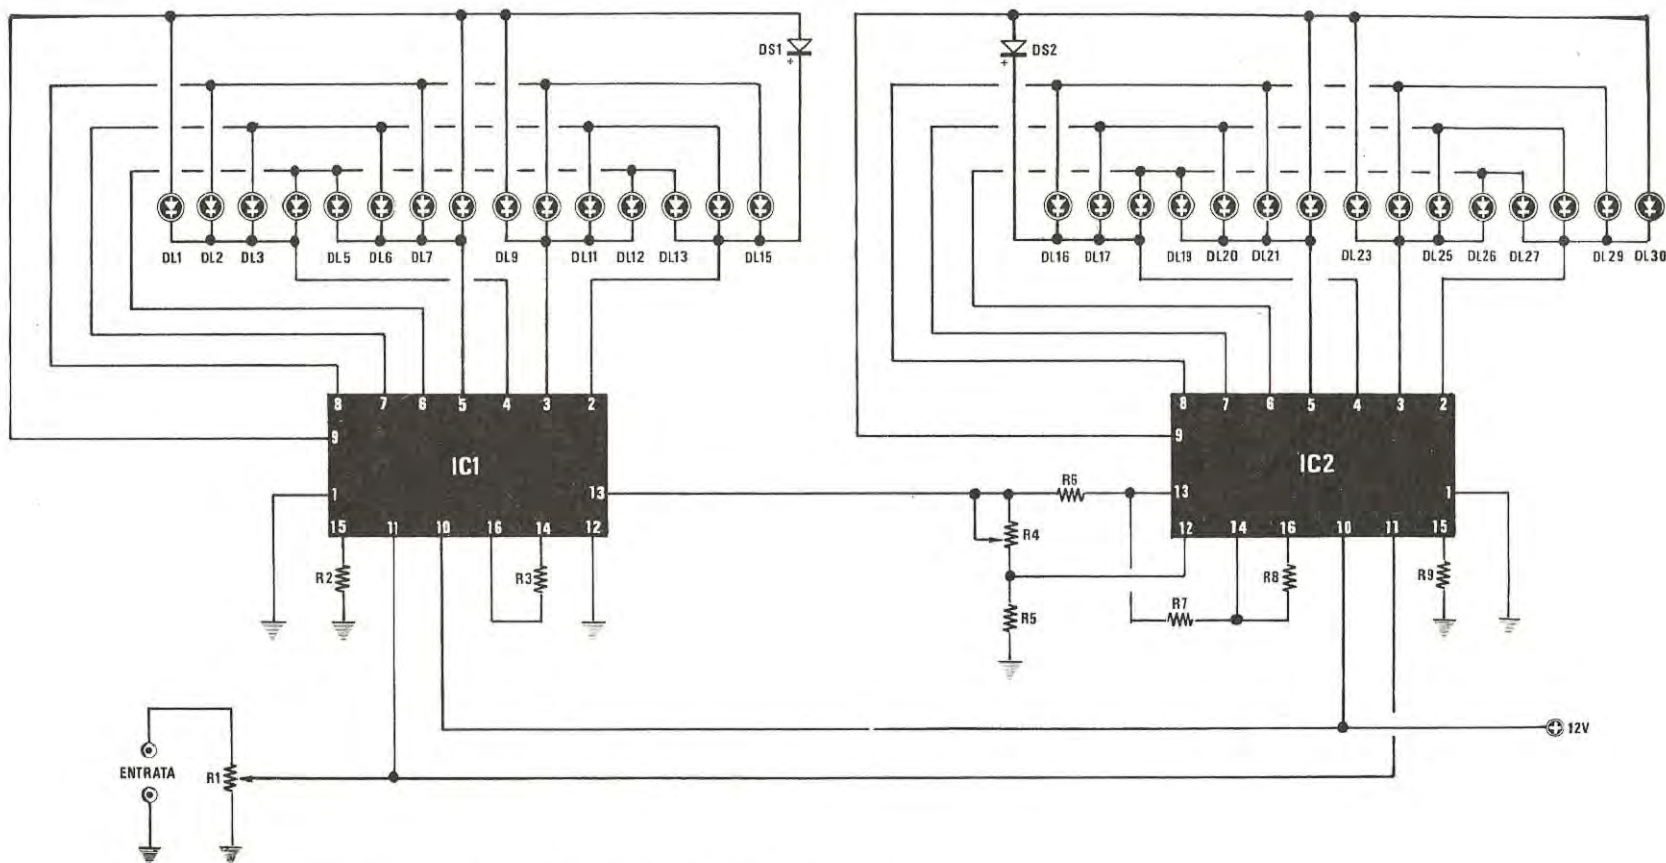 DS1
+
DS2
+
DL1 DL2 DL3 DL5 DL6 DL7 DL9 DL11 DL12 DL13 DL15
DL16 DL17 DL19 DL20 DL21 DL23 DL25 DL26 DL27 DL29 DL30
8 7 6 5 4 3 2
9
IC1
1 13
15 11 10 16 14 12
8 7 6 5 4 3 2
9
IC2
13 1
12 14 16 10 11 15
R6
R4
R2
R3
R8
R9
R7
R5
12V
ENTRATA
R1